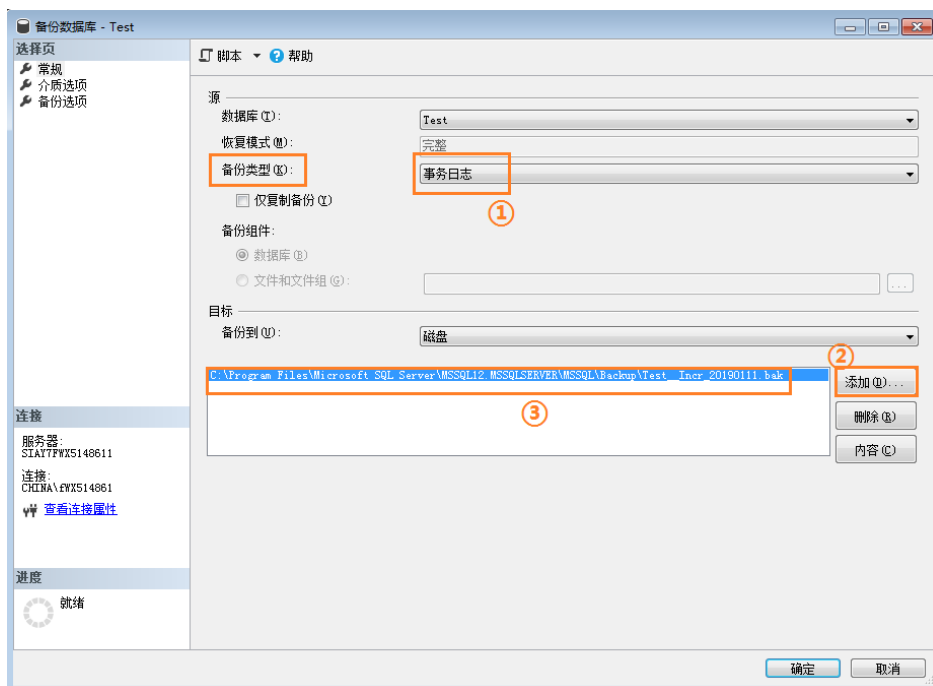 备份数据库 - Test
选择页
常规
介质选项
备份选项
脚本 帮助
源
数据库(T): Test
恢复模式(M): 完整
备份类型(K): 事务日志
①
仅复制备份(Y)
备份组件:
数据库(B)
文件和文件组(G): ...
目标
备份到(U): 磁盘
②
C:\Program Files\Microsoft SQL Server\MSSQL12.MSSQLSERVER\MSSQL\Backup\Test__Incr_20190111.bak
添加(D)...
③
删除(R)
内容(C)
连接
服务器:
SIAY7FWX5148611
连接:
CHINA\fWX514861
查看连接属性
进度
就绪
确定 取消